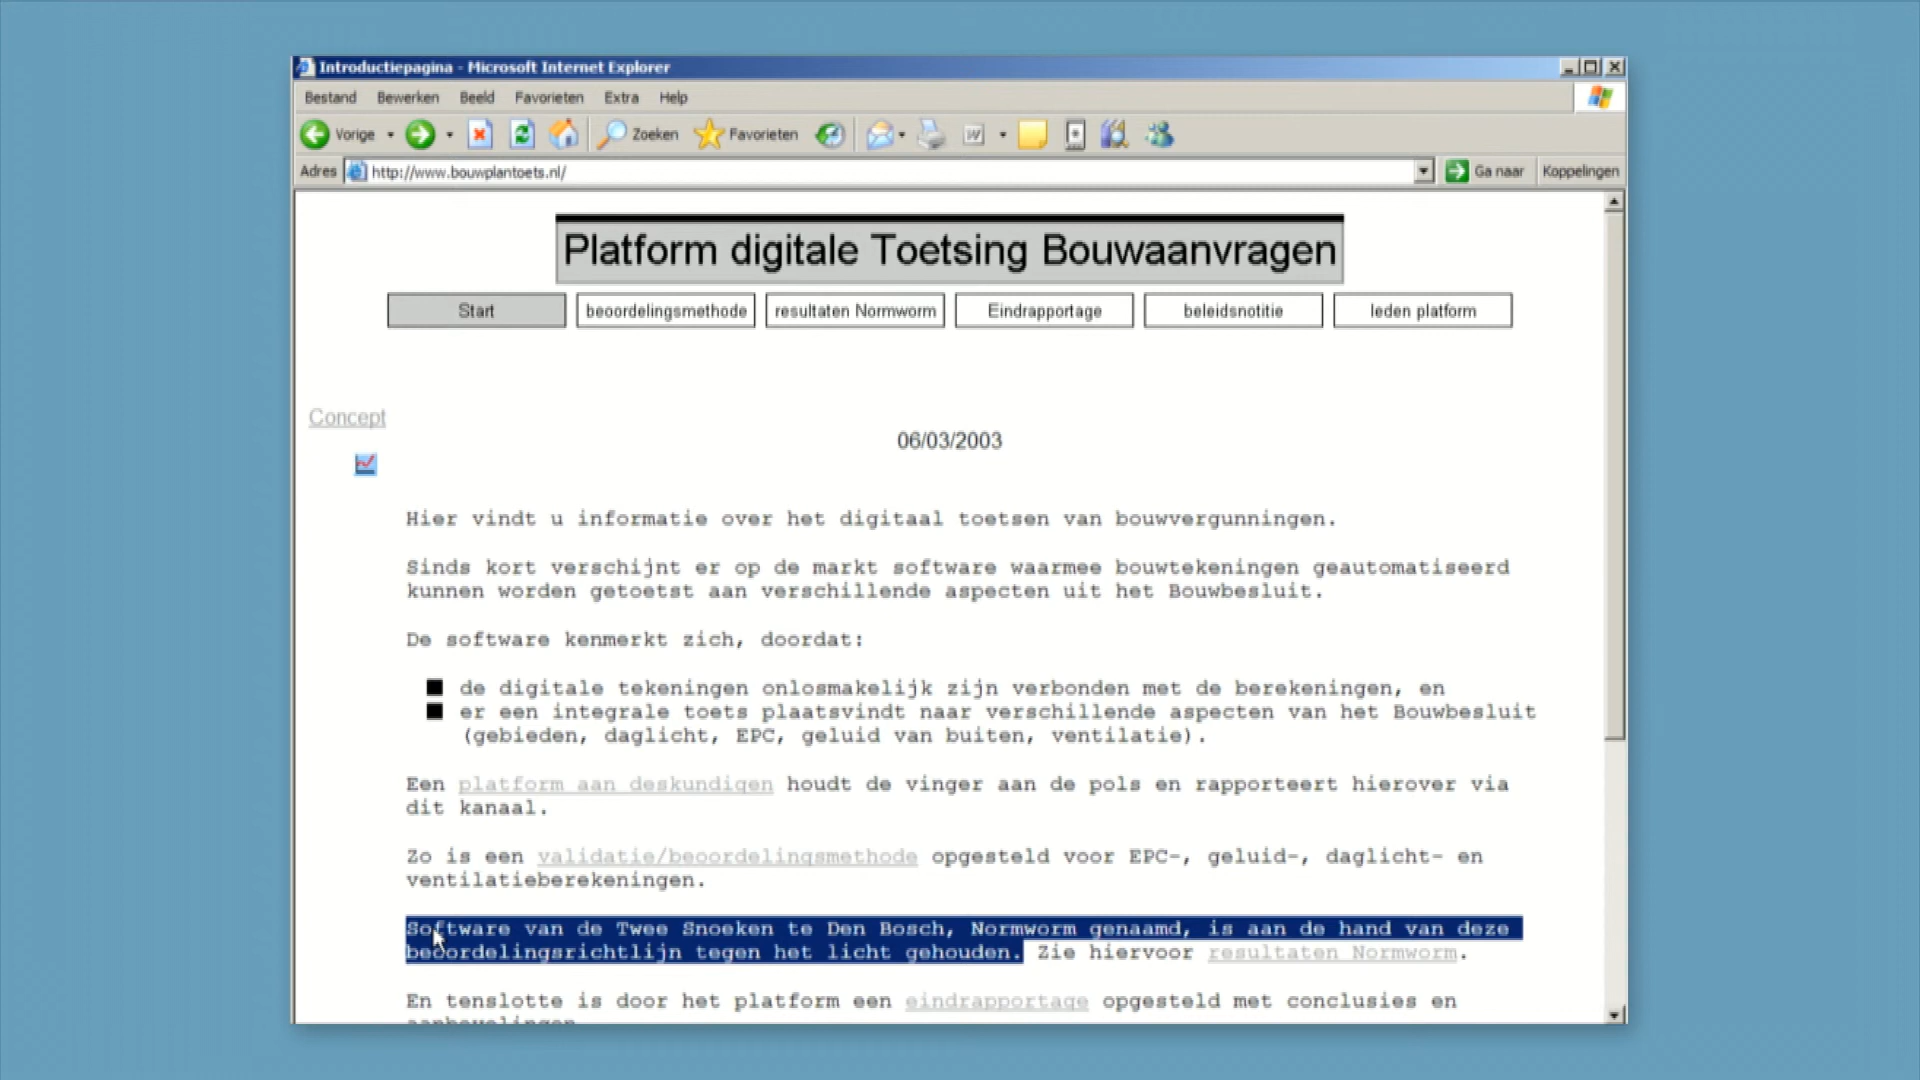 Introductiepagina - Microsoft Internet Explorer
Bestand Bewerken Beeld Favorieten Extra Help
Vorige Zoeken Favorieten
Adres http://www.bouwplantoets.nl/ Ga naar Koppelingen
Platform digitale Toetsing Bouwaanvragen
Start beoordelingsmethode resultaten Normworm Eindrapportage beleidsnotitie leden platform
Concept
06/03/2003
Hier vindt u informatie over het digitaal toetsen van bouwvergunningen.
Sinds kort verschijnt er op de markt software waarmee bouwtekeningen geautomatiseerd
kunnen worden getoetst aan verschillende aspecten uit het Bouwbesluit.
De software kenmerkt zich, doordat:
de digitale tekeningen onlosmakelijk zijn verbonden met de berekeningen, en
er een integrale toets plaatsvindt naar verschillende aspecten van het Bouwbesluit
(gebieden, daglicht, EPC, geluid van buiten, ventilatie).
Een platform aan deskundigen houdt de vinger aan de pols en rapporteert hierover via
dit kanaal.
Zo is een validatie/beoordelingsmethode opgesteld voor EPC-, geluid-, daglicht- en
ventilatieberekeningen.
Software van de Twee Snoeken te Den Bosch, Normworm genaamd, is aan de hand van deze
beoordelingsrichtlijn tegen het licht gehouden. Zie hiervoor resultaten Normworm.
En tenslotte is door het platform een eindrapportage opgesteld met conclusies en